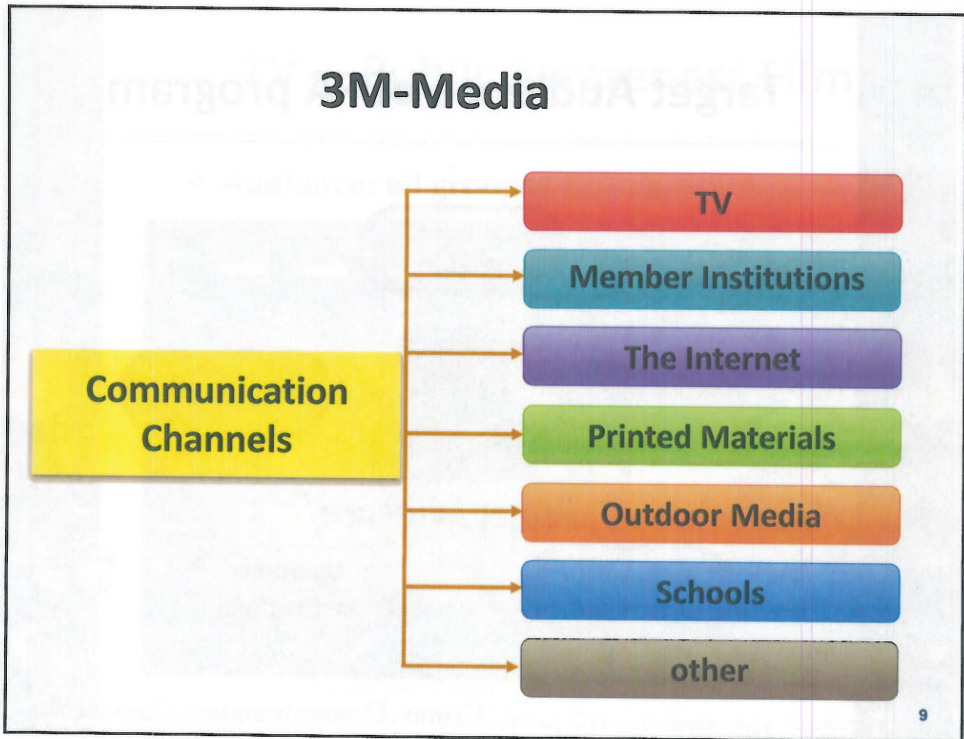 3M-Media
TV
Member Institutions
The Internet
Communication
Channels
Printed Materials
Outdoor Media
Schools
other
9